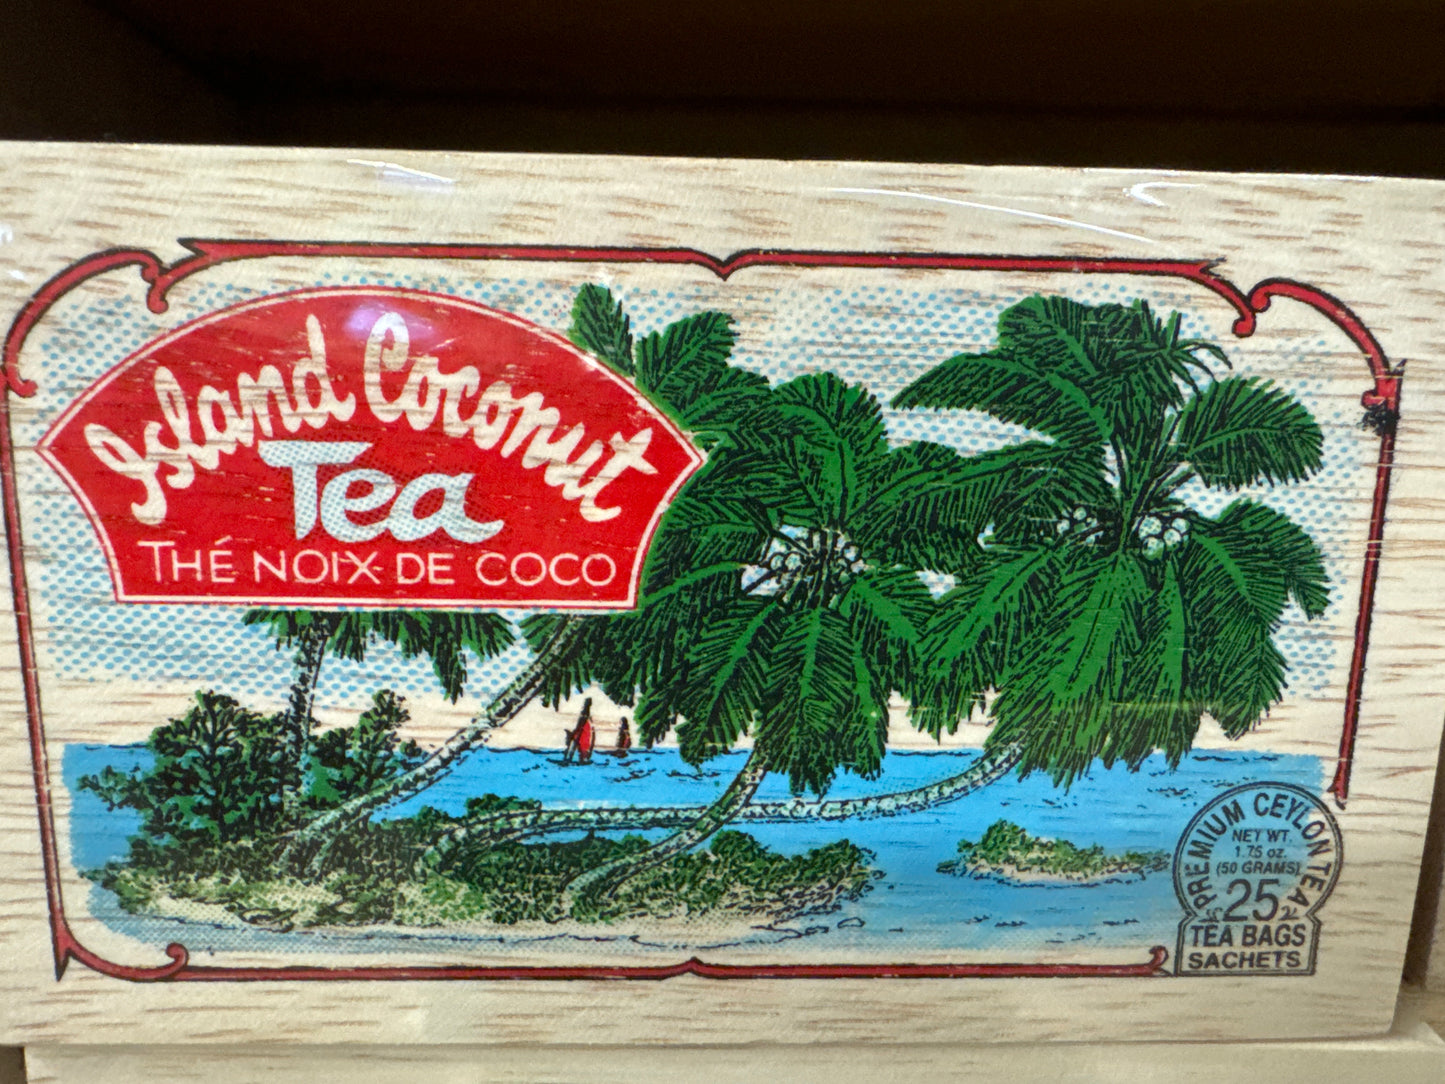 Island Coconut
Tea
THÉ NOIX DE COCO
PREMIUM CEYLON TEA
NET WT.
1.75 oz.
(50 GRAMS)
25
TEA BAGS
SACHETS